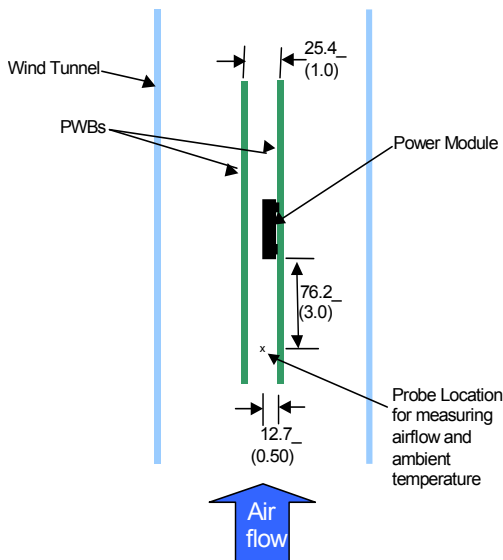 25.4_
(1.0)
Wind Tunnel
PWBs
Power Module
76.2_
(3.0)
x
Probe Location
for measuring
airflow and
ambient
temperature
12.7_
(0.50)
Air
flow